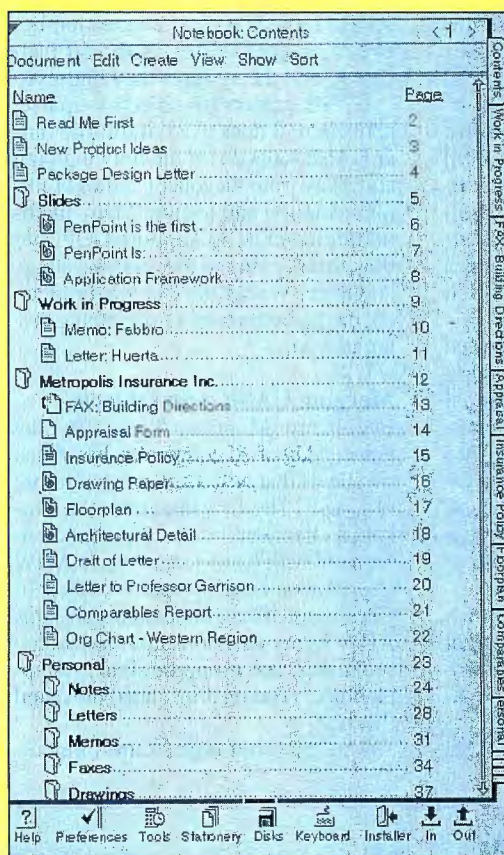 Notebook: Contents < 1 >
Document Edit Create View Show Sort
Name Page
Read Me First 2
New Product Ideas 3
Package Design Letter 4
Slides 5
PenPoint is the first 6
PenPoint Is: 7
Application Framework 8
Work in Progress 9
Memo: Febbro 10
Letter: Huerta 11
Metropolis Insurance Inc. 12
FAX: Building Directions 13
Appraisal Form 14
Insurance Policy 15
Drawing Paper 16
Floorplan 17
Architectural Detail 18
Draft of Letter 19
Letter to Professor Garrison 20
Comparables Report 21
Org Chart - Western Region 22
Personal 23
Notes 24
Letters 28
Memos 31
Faxes 34
Drawings 37
Help Preferences Tools Stationery Disks Keyboard Installer In Out
Contents
Work in Progress
FAX: Building Directions
Appraisal
Insurance Policy
Floorplan
Comparables
Personal